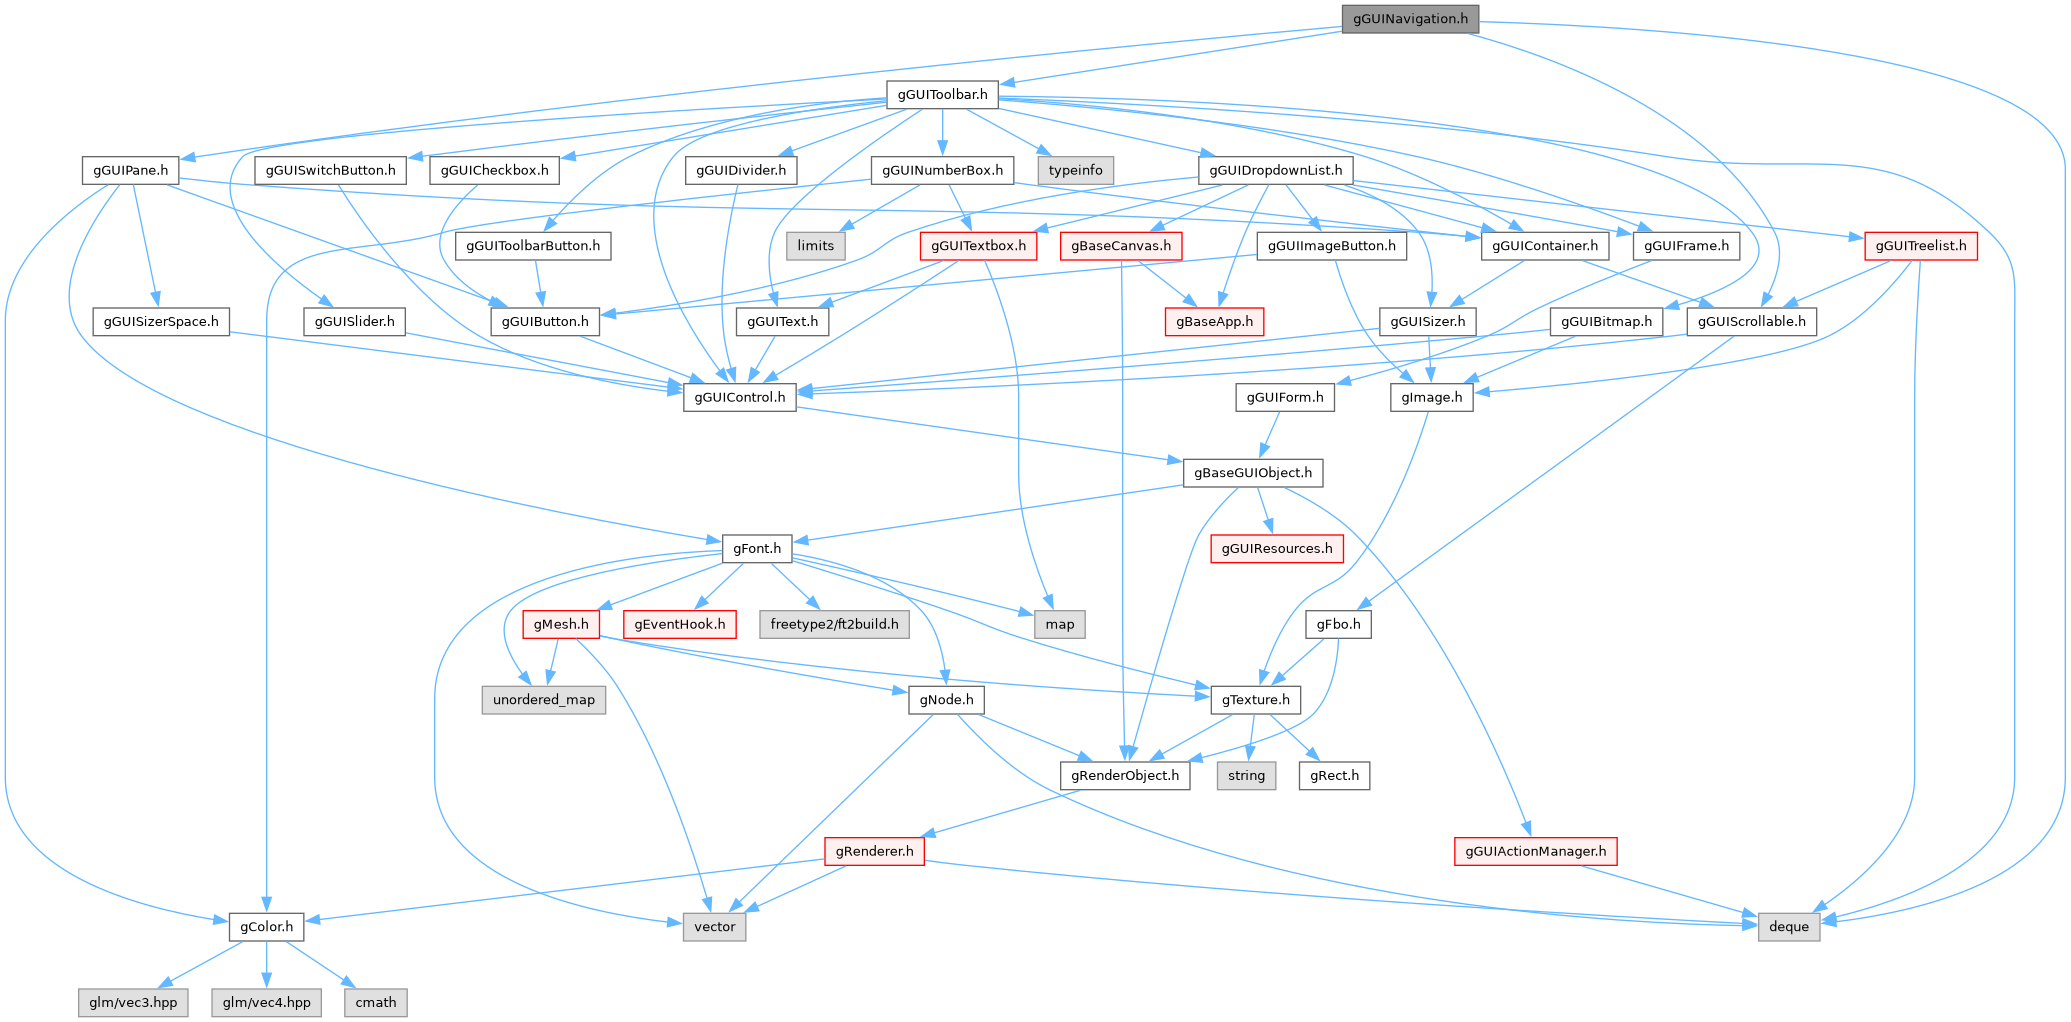 gGUINavigation.h
gGUIToolbar.h
gGUIPane.h
gGUISwitchButton.h
gGUICheckbox.h
gGUIDivider.h
gGUINumberBox.h
typeinfo
gGUIDropdownList.h
gGUIToolbarButton.h
limits
gGUITextbox.h
gBaseCanvas.h
gGUIImageButton.h
gGUIContainer.h
gGUIFrame.h
gGUITreelist.h
gGUISizerSpace.h
gGUISlider.h
gGUIButton.h
gGUIText.h
gBaseApp.h
gGUISizer.h
gGUIBitmap.h
gGUIScrollable.h
gGUIControl.h
gGUIForm.h
gImage.h
gBaseGUIObject.h
gFont.h
gGUIResources.h
gMesh.h
gEventHook.h
freetype2/ft2build.h
map
gFbo.h
unordered_map
gNode.h
gTexture.h
gRenderObject.h
string
gRect.h
gRenderer.h
gGUIActionManager.h
gColor.h
vector
deque
glm/vec3.hpp
glm/vec4.hpp
cmath